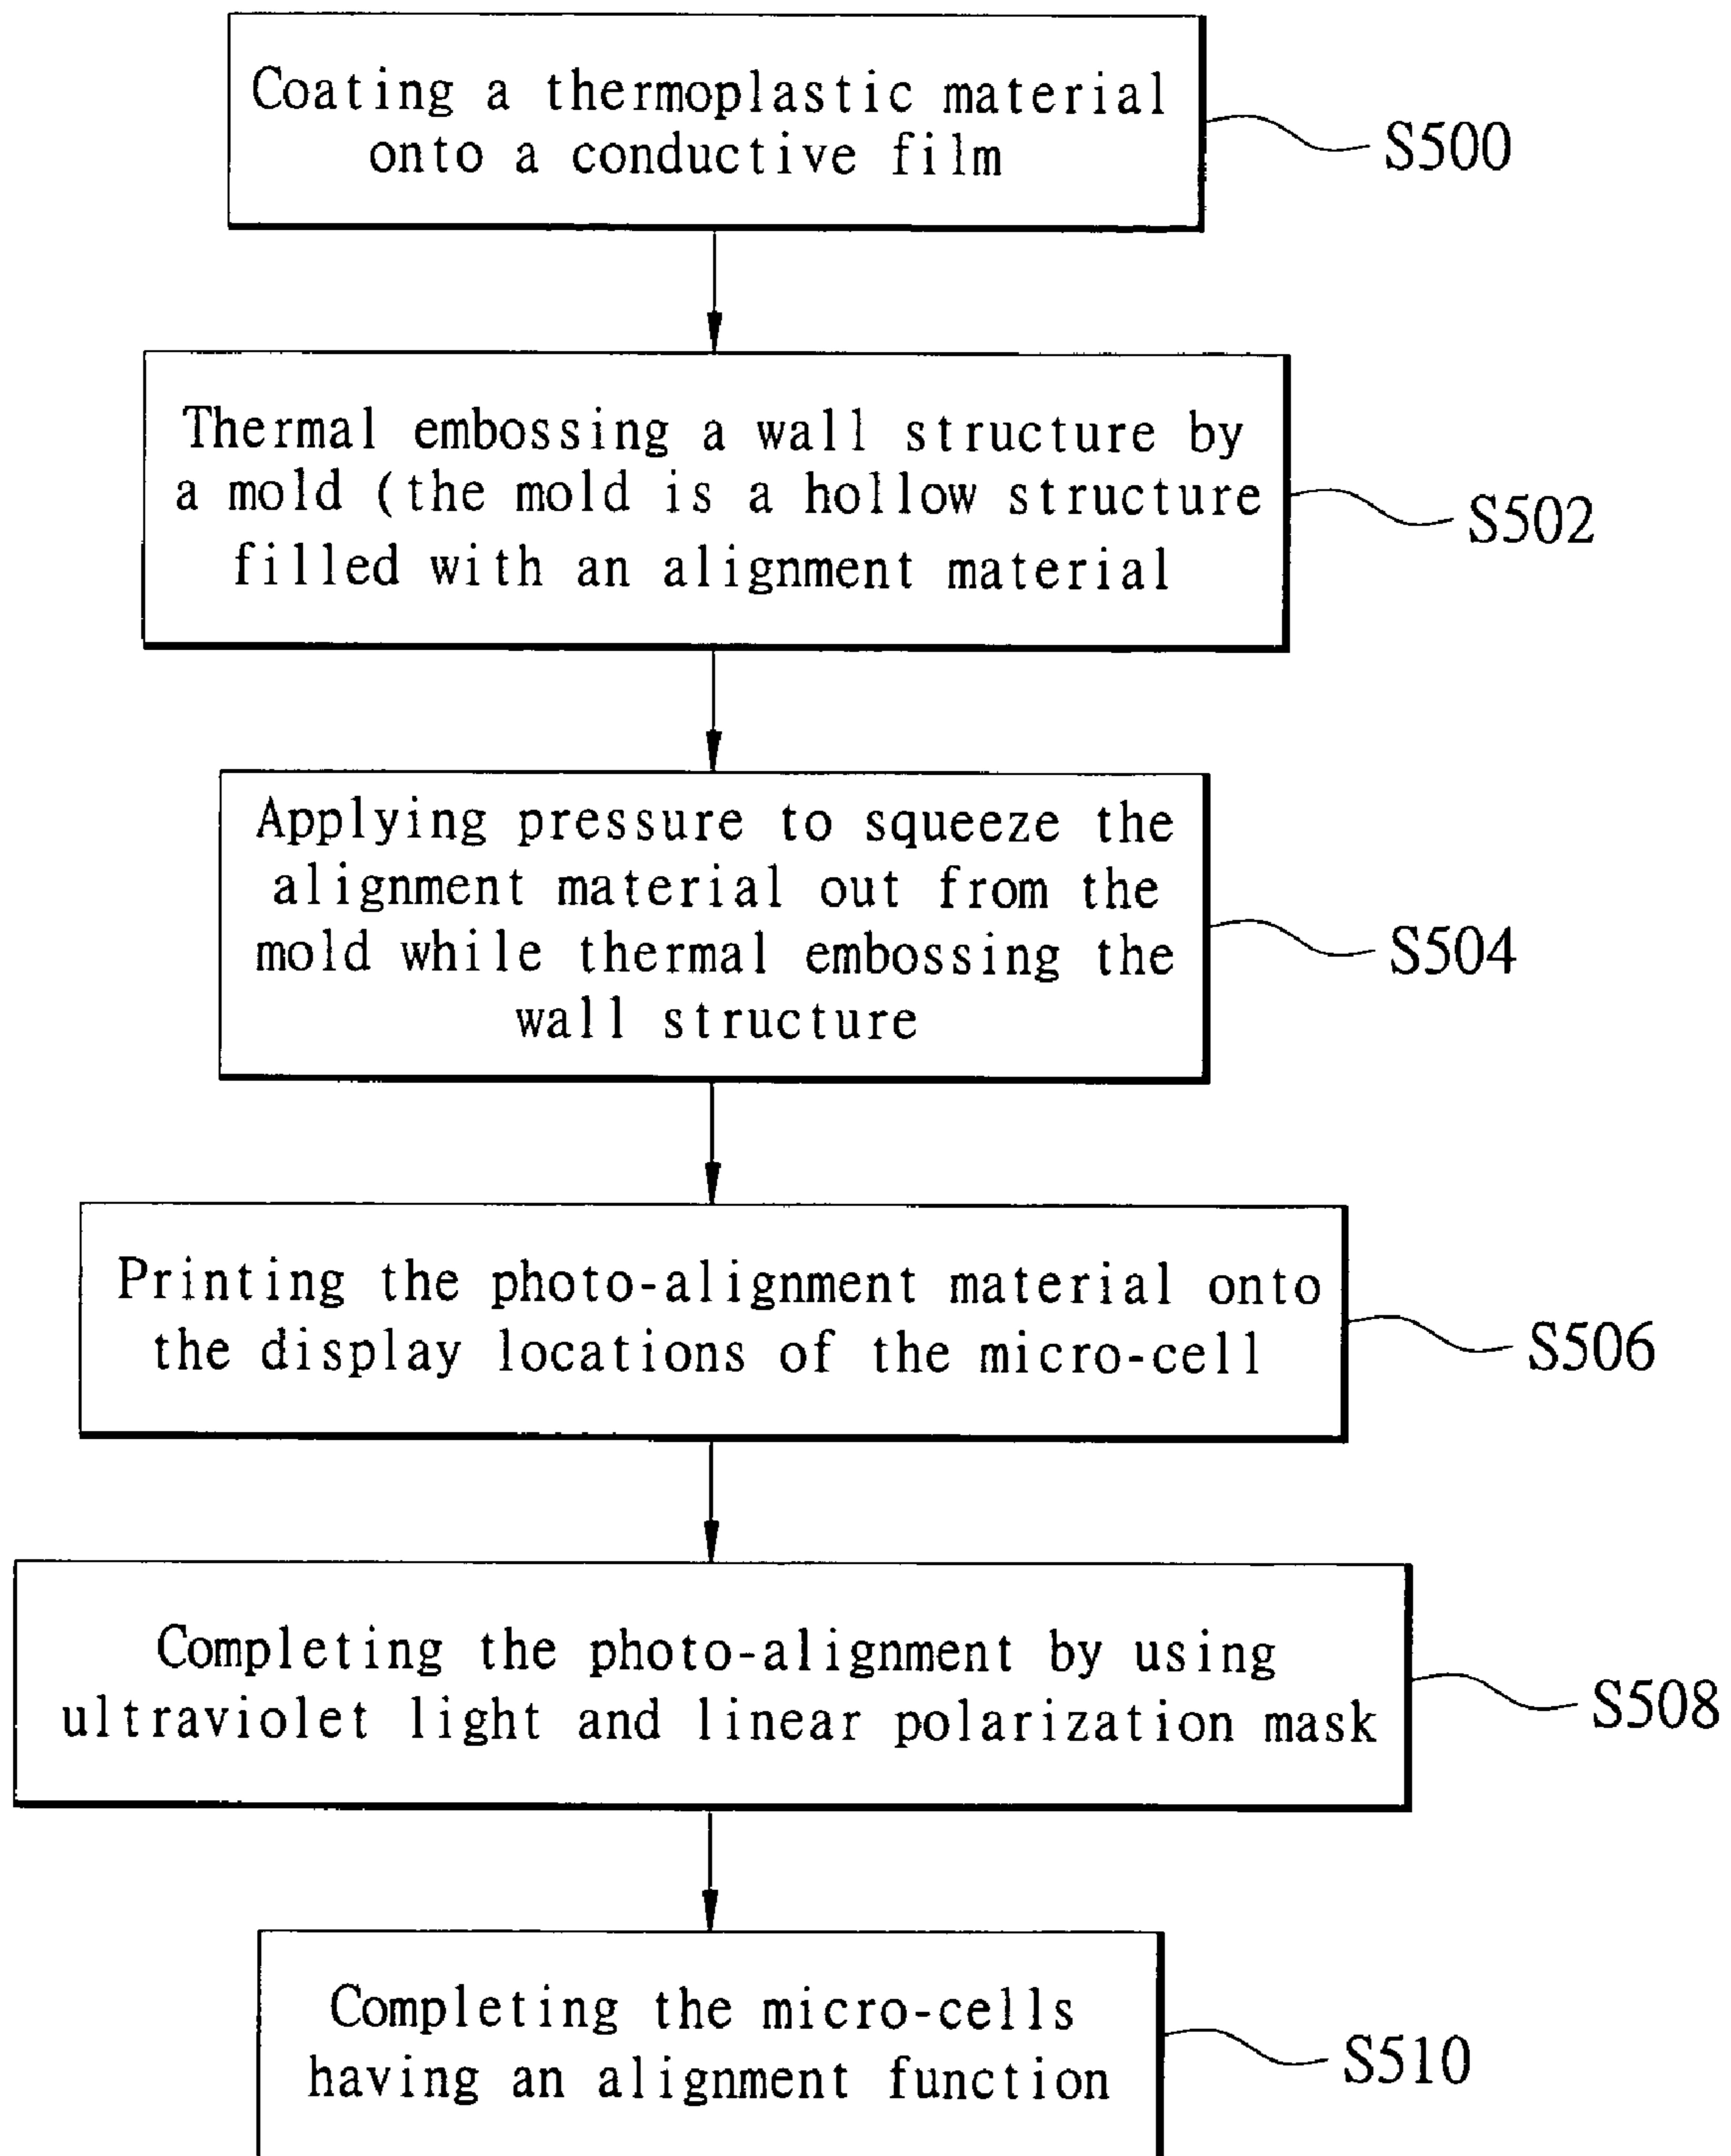 Coating a thermoplastic material
onto a conductive film
S500
Thermal embossing a wall structure by
a mold (the mold is a hollow structure
filled with an alignment material
S502
Applying pressure to squeeze the
alignment material out from the
mold while thermal embossing the
wall structure
S504
Printing the photo-alignment material onto
the display locations of the micro-cell
S506
Completing the photo-alignment by using
ultraviolet light and linear polarization mask
S508
Completing the micro-cells
having an alignment function
S510